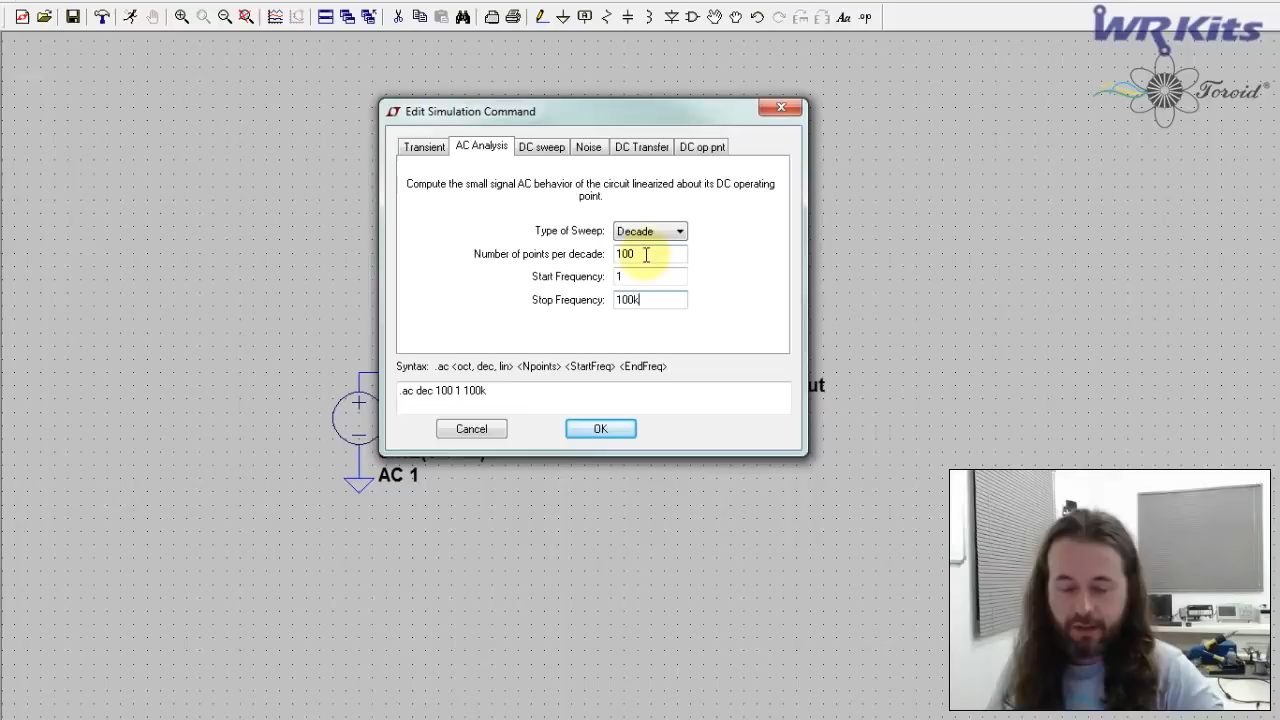 Aa .op
WR Kits
Toroid®
Edit Simulation Command
Transient AC Analysis DC sweep Noise DC Transfer DC op pnt
Compute the small signal AC behavior of the circuit linearized about its DC operating
point.
Type of Sweep: Decade
Number of points per decade: 100
Start Frequency: 1
Stop Frequency: 100k
Syntax: .ac <oct, dec, lin> <Npoints> <StartFreq> <EndFreq>
.ac dec 100 1 100k
ut
Cancel OK
AC 1